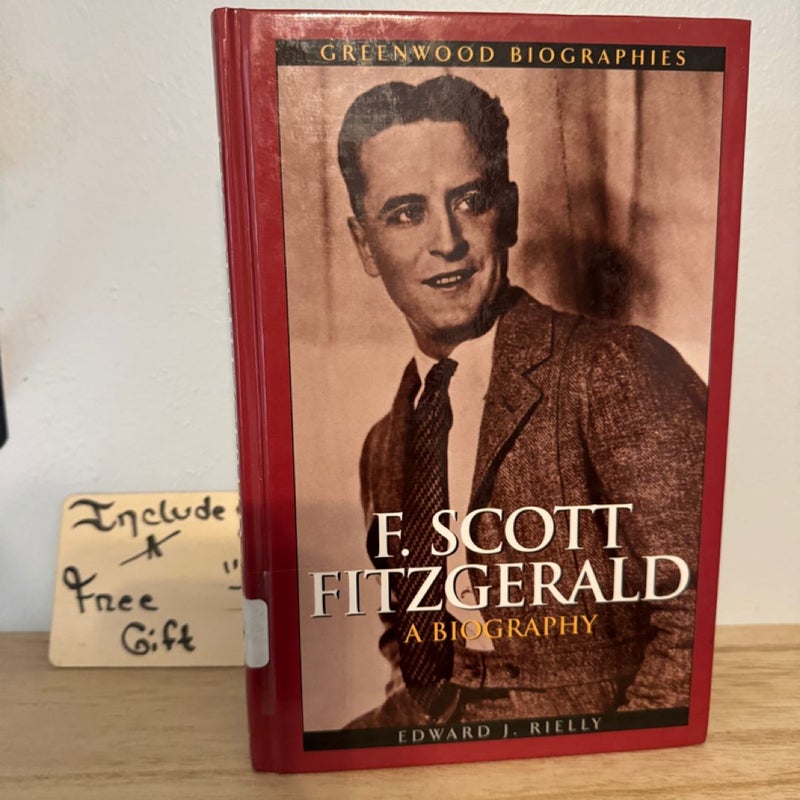 GREENWOOD BIOGRAPHIES
F. SCOTT
FITZGERALD
A BIOGRAPHY
EDWARD J. RIELLY
Include
A
Free
Gift